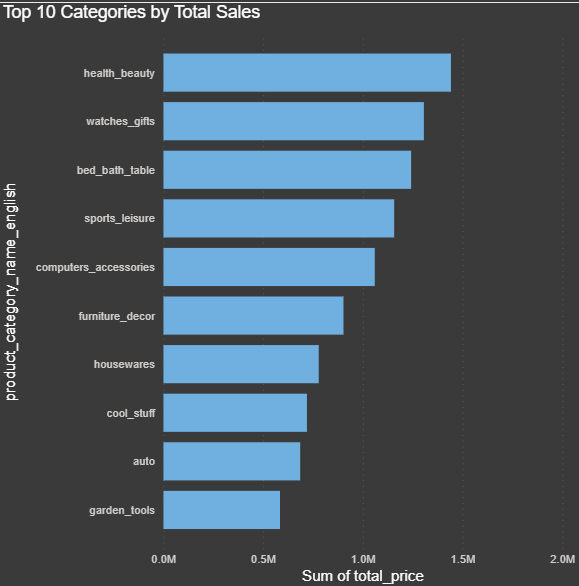 Top 10 Categories by Total Sales
product_category_name_english
health_beauty
watches_gifts
bed_bath_table
sports_leisure
computers_accessories
furniture_decor
housewares
cool_stuff
auto
garden_tools
0.0M 0.5M 1.0M 1.5M 2.0M
Sum of total_price